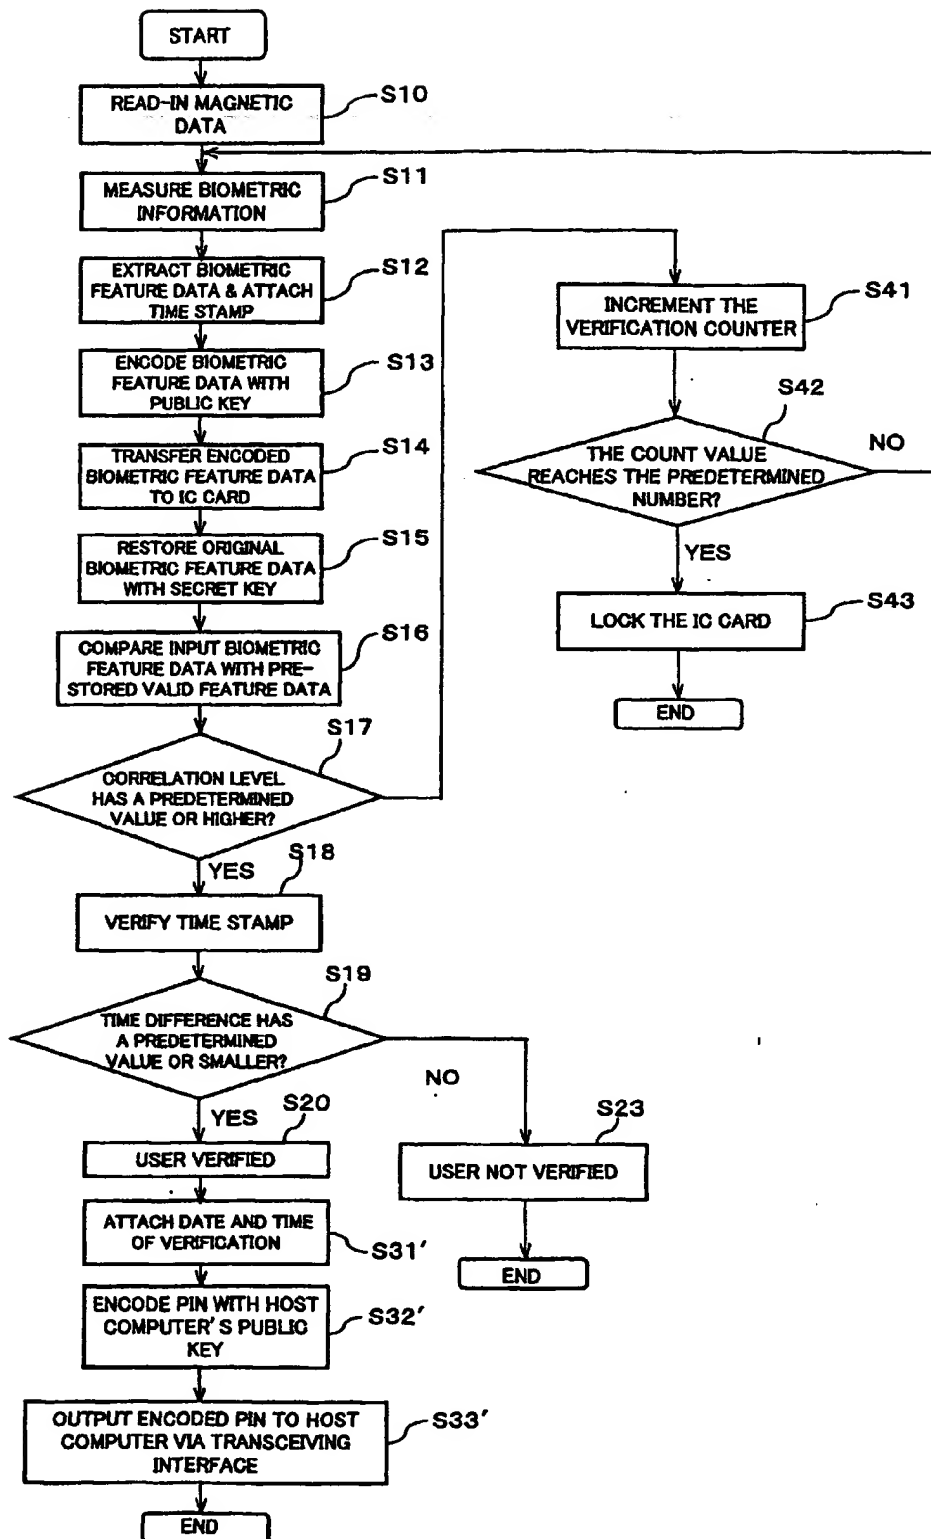 START
READ-IN MAGNETIC
DATA
S10
MEASURE BIOMETRIC
INFORMATION
S11
EXTRACT BIOMETRIC
FEATURE DATA & ATTACH
TIME STAMP
S12
ENCODE BIOMETRIC
FEATURE DATA WITH
PUBLIC KEY
S13
TRANSFER ENCODED
BIOMETRIC FEATURE DATA
TO IC CARD
S14
RESTORE ORIGINAL
BIOMETRIC FEATURE DATA
WITH SECRET KEY
S15
COMPARE INPUT BIOMETRIC
FEATURE DATA WITH PRE-
STORED VALID FEATURE DATA
S16
CORRELATION LEVEL
HAS A PREDETERMINED
VALUE OR HIGHER?
S17
YES
VERIFY TIME STAMP
S18
TIME DIFFERENCE HAS
A PREDETERMINED
VALUE OR SMALLER?
S19
NO
YES
USER VERIFIED
S20
USER NOT VERIFIED
S23
END
ATTACH DATE AND TIME
OF VERIFICATION
S31'
ENCODE PIN WITH HOST
COMPUTER'S PUBLIC
KEY
S32'
OUTPUT ENCODED PIN TO HOST
COMPUTER VIA TRANSCEIVING
INTERFACE
S33'
END
INCREMENT THE
VERIFICATION COUNTER
S41
THE COUNT VALUE
REACHES THE PREDETERMINED
NUMBER?
S42
NO
YES
LOCK THE IC CARD
S43
END